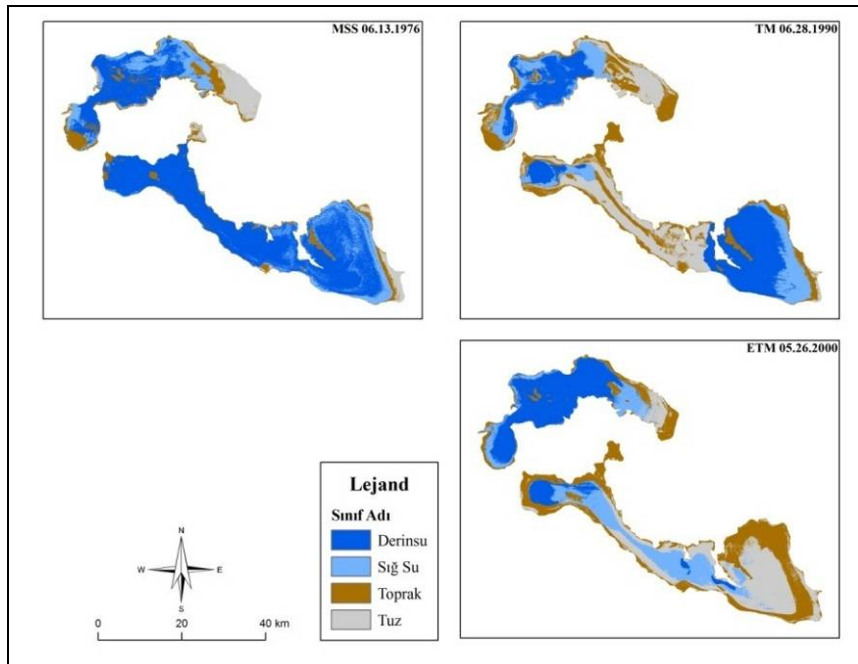 MSS 06.13.1976
TM 06.28.1990
ETM 05.26.2000
Lejand
Sınıf Adı
Derinsu
Sığ Su
Toprak
Tuz
N
W E
S
0 20 40 km